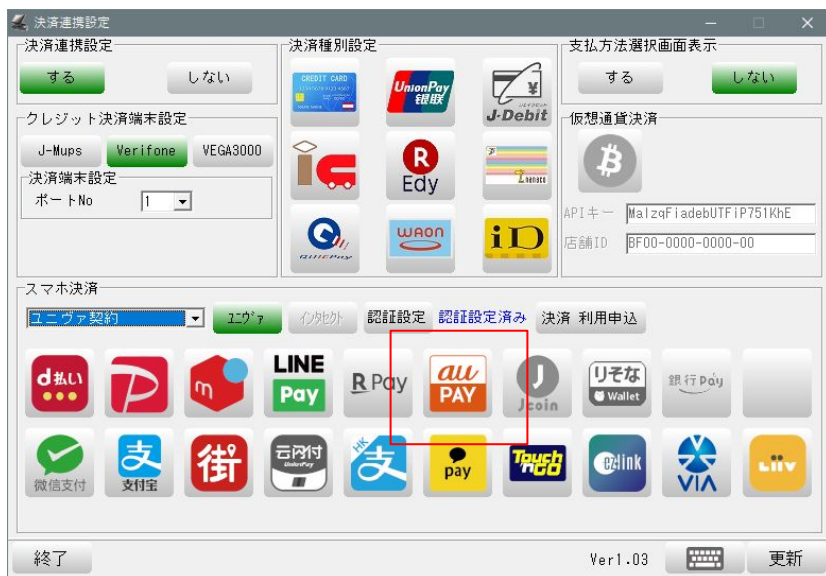 決済連携設定
決済連携設定
する
しない
決済種別設定
支払方法選択画面表示
する
しない
クレジット決済端末設定
J-Mups
Verifone
VEGA3000
決済端末設定
ポートNo
1
CREDIT CARD
UnionPay
银联
J-Debit
Edy
nanaco
QUICPay
WAON
iD
仮想通貨決済
APIキー
MalzqFiadebUTFiP751KhE
店舗ID
BF00-0000-0000-00
スマホ決済
ユニヴァ契約
ユニヴァ
インタセクト
認証設定
認証設定済み
決済 利用申込
d払い
LINE
Pay
R Pay
au
PAY
J
Jcoin
りそな
Wallet
銀行Pay
微信支付
支
支付宝
街
云闪付
UnionPay
HK
支
pay
Touch
nGO
ezlink
VIA
Liiv
終了
Ver1.03
更新